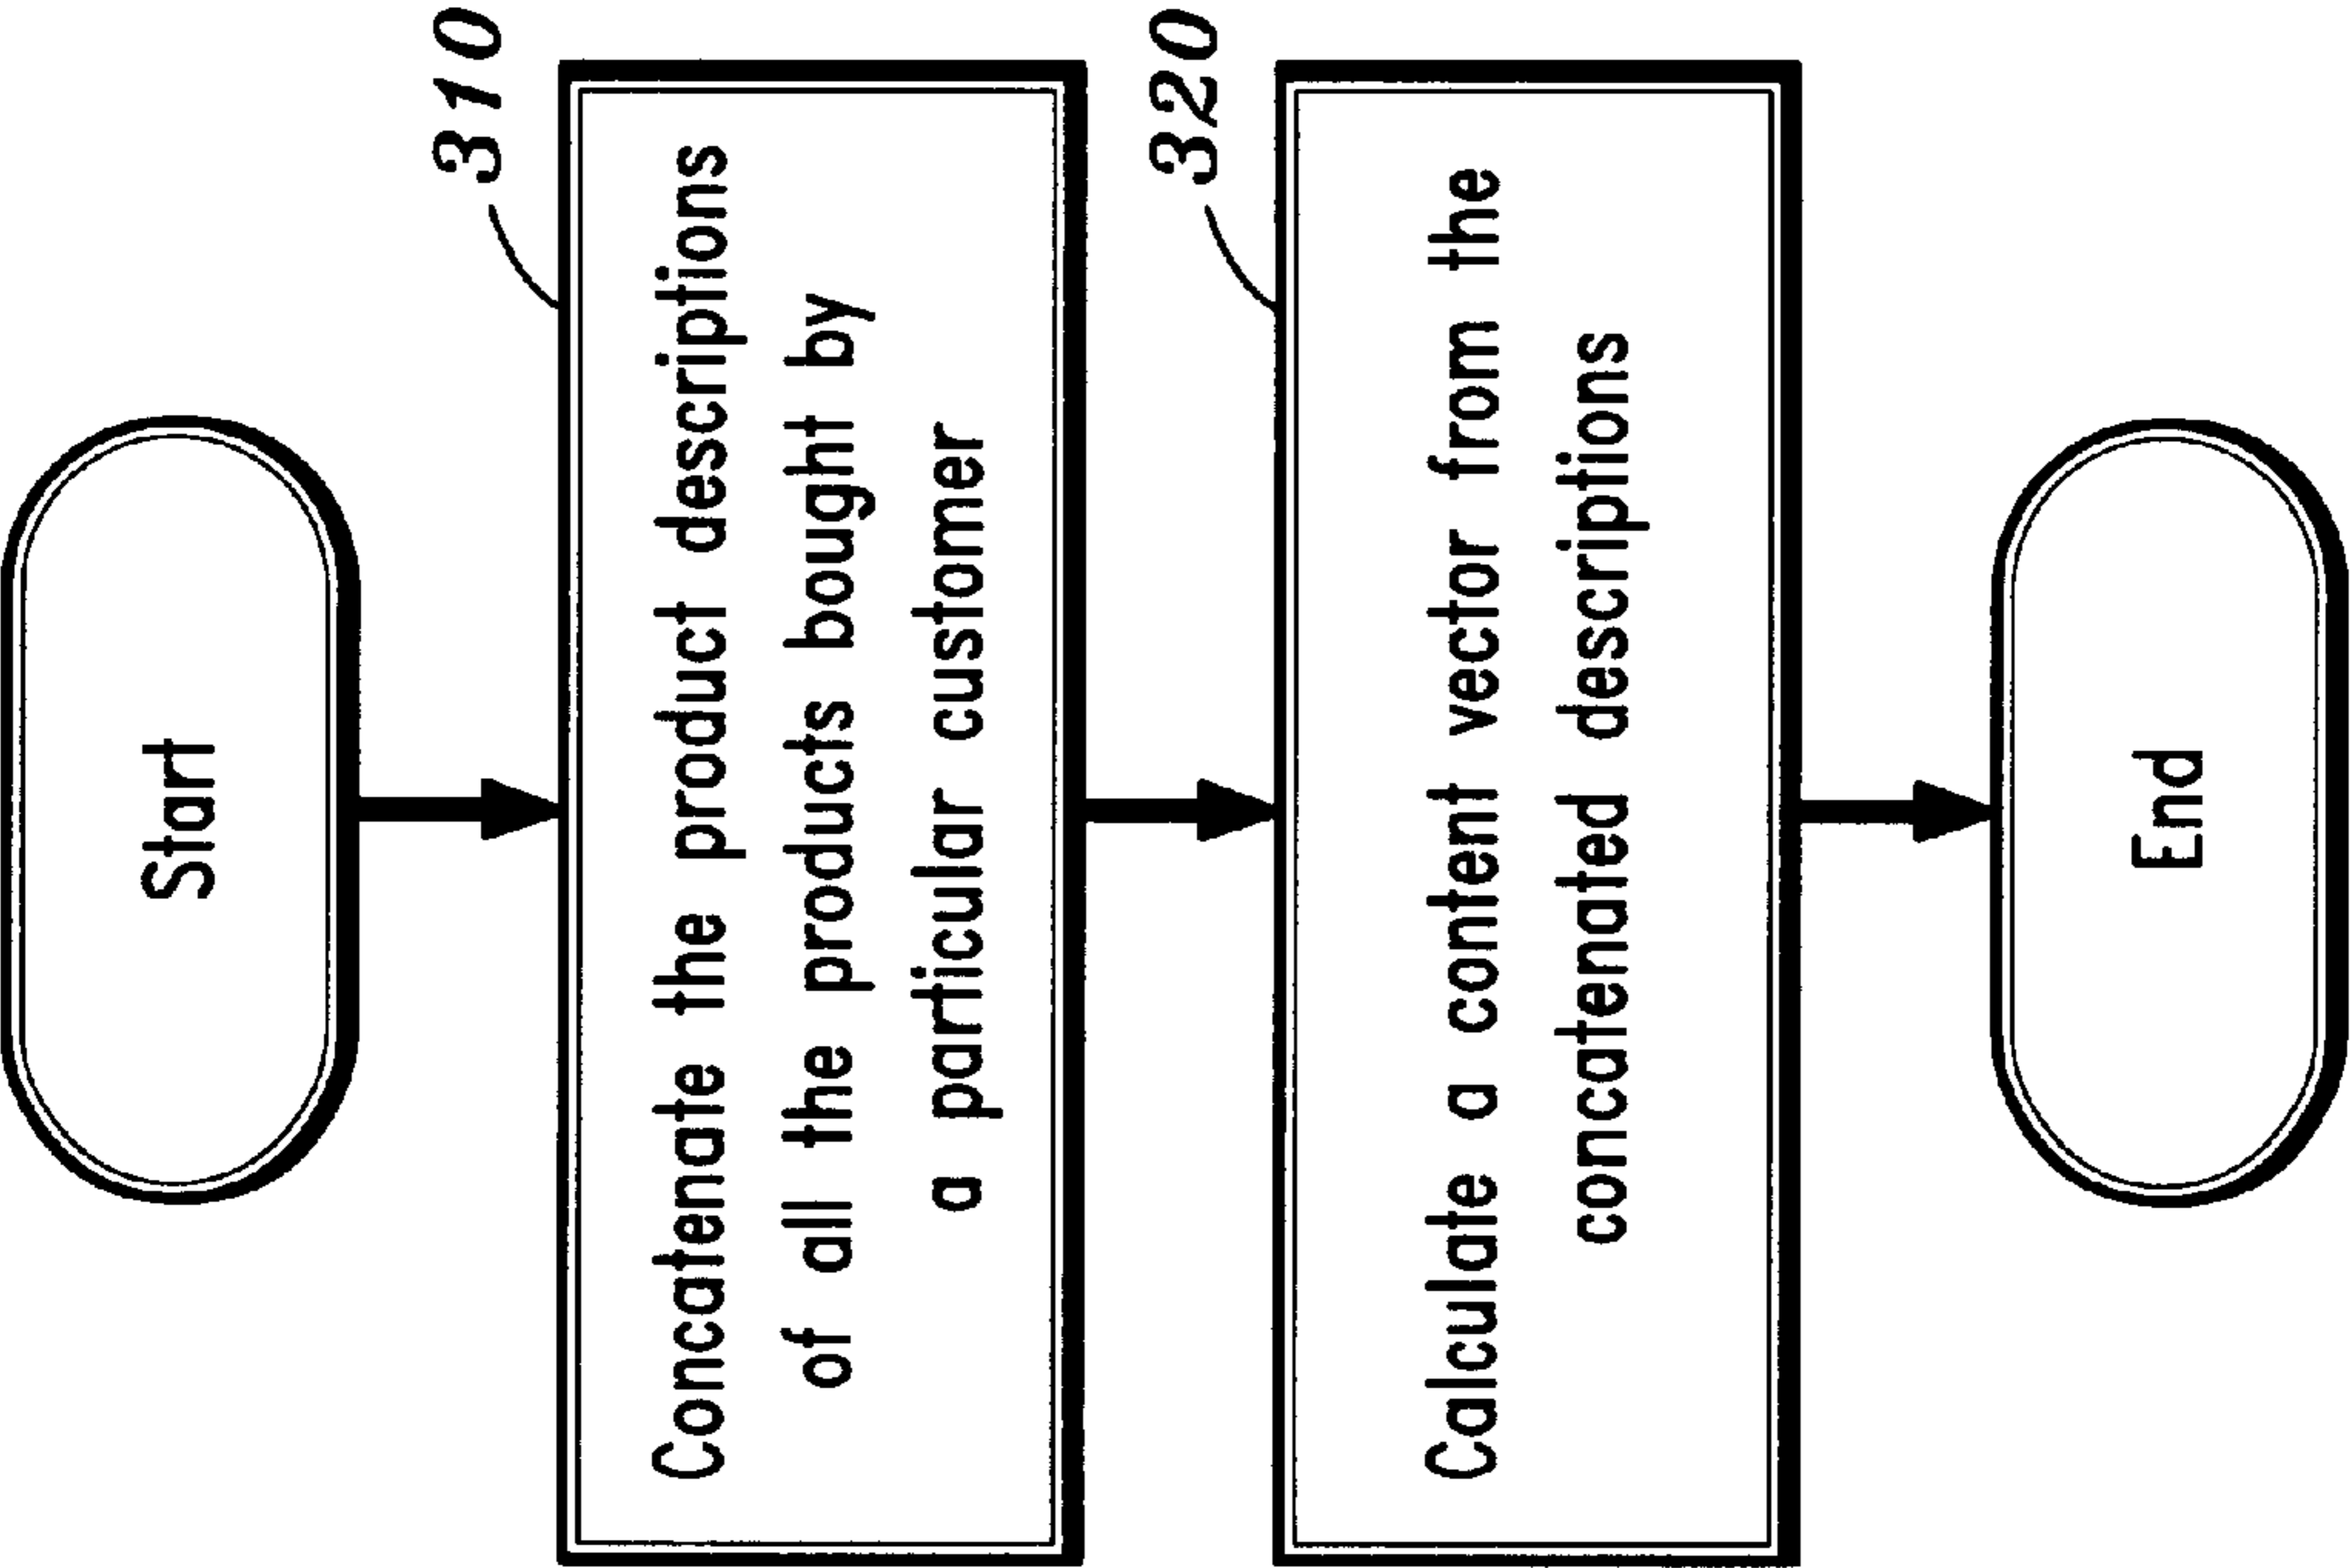 Start
310
Concatenate the product descriptions
of all the products bought by
a particular customer
320
Calculate a content vector from the
concatenated descriptions
End